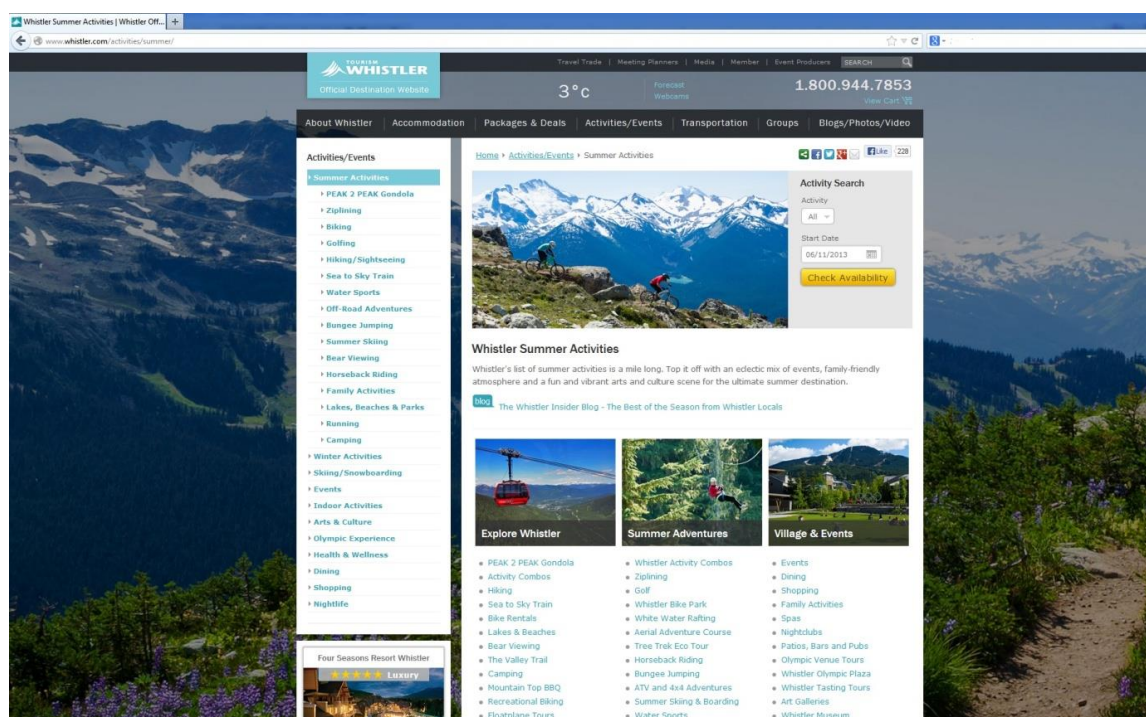 Whistler Summer Activities | Whistler Off... +
www.whistler.com/activities/summer/
TOURISM
WHISTLER
Official Destination Website
Travel Trade | Meeting Planners | Media | Member | Event Producers SEARCH
3°C
Forecast
Webcams
1.800.944.7853
View Cart
About Whistler | Accommodation | Packages & Deals | Activities/Events | Transportation | Groups | Blogs/Photos/Video
Activities/Events
Summer Activities
PEAK 2 PEAK Gondola
Ziplining
Biking
Golfing
Hiking/Sightseeing
Sea to Sky Train
Water Sports
Off-Road Adventures
Bungee Jumping
Summer Skiing
Bear Viewing
Horseback Riding
Family Activities
Lakes, Beaches & Parks
Running
Camping
Winter Activities
Skiing/Snowboarding
Events
Indoor Activities
Arts & Culture
Olympic Experience
Health & Wellness
Dining
Shopping
Nightlife
Four Seasons Resort Whistler
Luxury
Home › Activities/Events › Summer Activities
Like 228
Activity Search
Activity
All
Start Date
06/11/2013
Check Availability
Whistler Summer Activities
Whistler's list of summer activities is a mile long. Top it off with an eclectic mix of events, family-friendly
atmosphere and a fun and vibrant arts and culture scene for the ultimate summer destination.
blog The Whistler Insider Blog - The Best of the Season from Whistler Locals
Explore Whistler
PEAK 2 PEAK Gondola
Activity Combos
Hiking
Sea to Sky Train
Bike Rentals
Lakes & Beaches
Bear Viewing
The Valley Trail
Camping
Mountain Top BBQ
Recreational Biking
Floatplane Tours
Summer Adventures
Whistler Activity Combos
Ziplining
Golf
Whistler Bike Park
White Water Rafting
Aerial Adventure Course
Tree Trek Eco Tour
Horseback Riding
Bungee Jumping
ATV and 4x4 Adventures
Summer Skiing & Boarding
Water Sports
Village & Events
Events
Dining
Shopping
Family Activities
Spas
Nightclubs
Patios, Bars and Pubs
Olympic Venue Tours
Whistler Olympic Plaza
Whistler Tasting Tours
Art Galleries
Whistler Museum